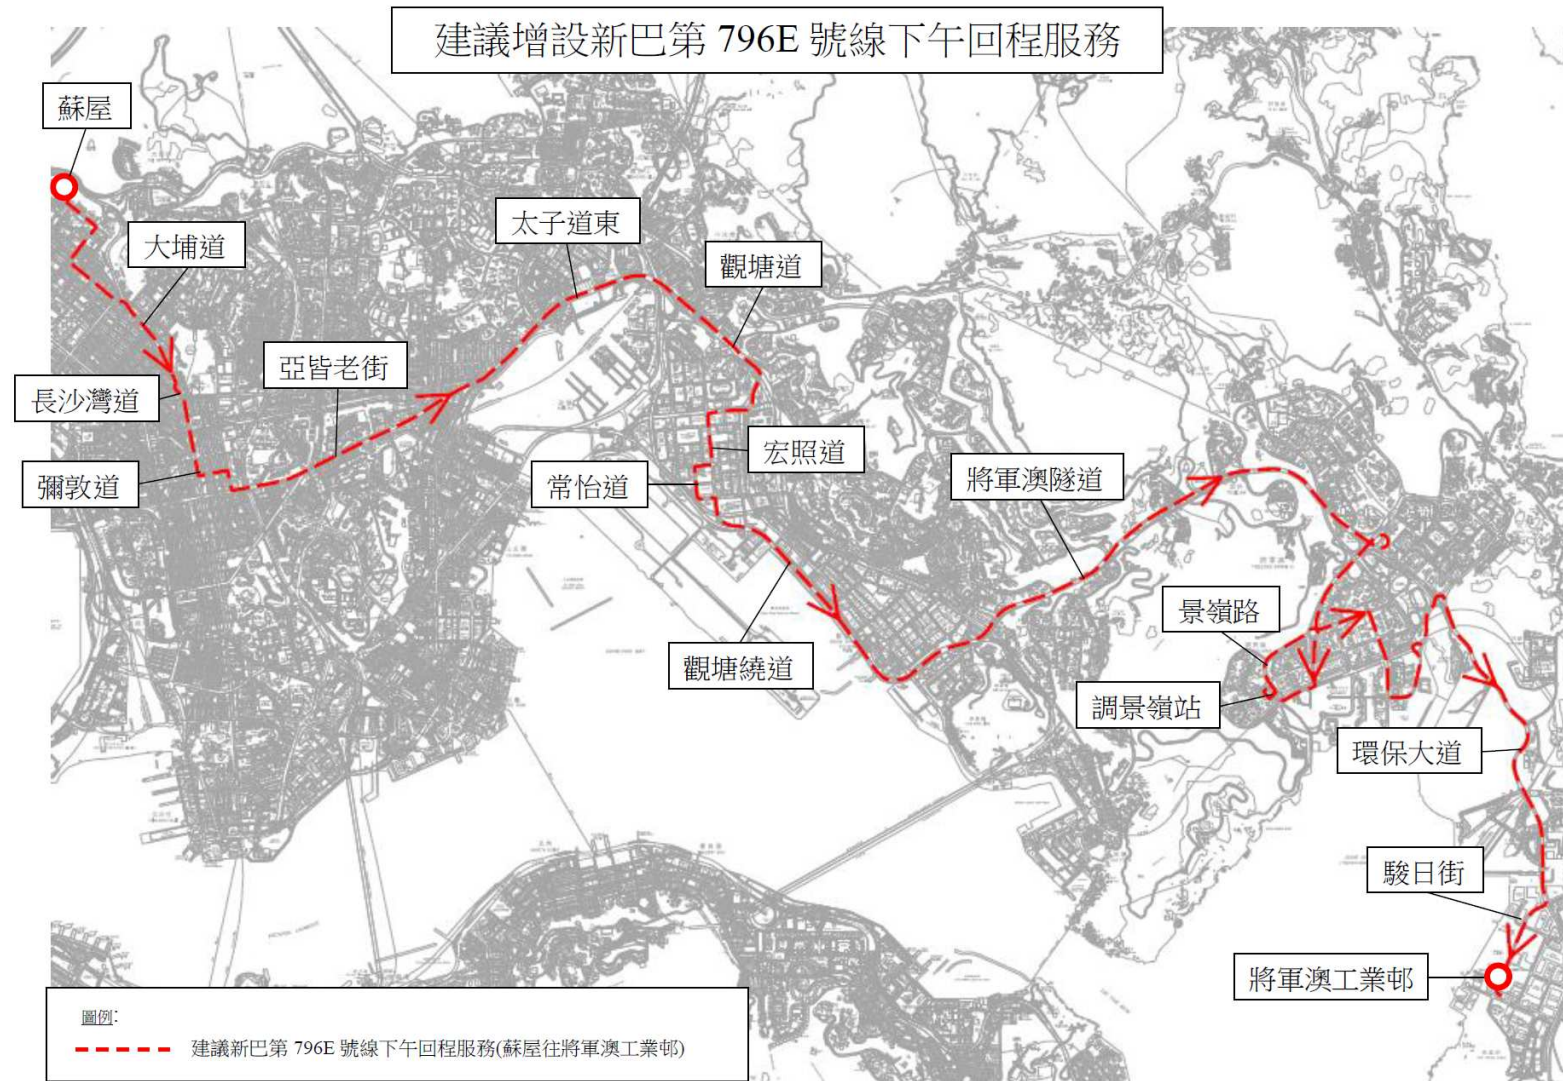 建議增設新巴第 796E 號線下午回程服務
蘇屋
大埔道
太子道東
觀塘道
長沙灣道
亞皆老街
彌敦道
宏照道
常怡道
將軍澳隧道
觀塘繞道
景嶺路
調景嶺站
環保大道
駿日街
將軍澳工業邨
圖例:
建議新巴第 796E 號線下午回程服務(蘇屋往將軍澳工業邨)